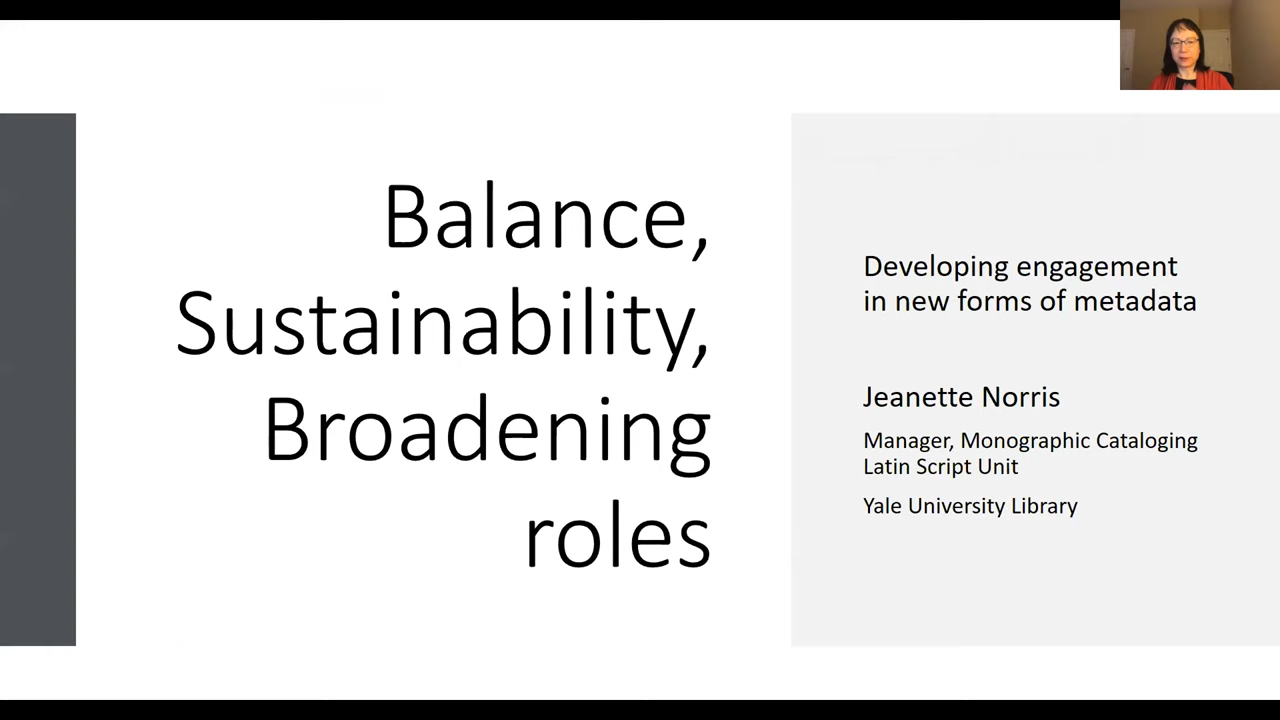 Balance,
Sustainability,
Broadening
roles
Developing engagement
in new forms of metadata
Jeanette Norris
Manager, Monographic Cataloging
Latin Script Unit
Yale University Library